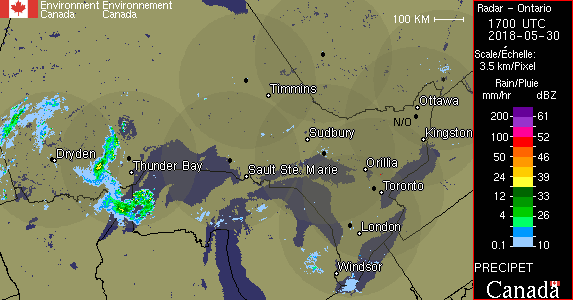 Environment Environnement
Canada Canada
100 KM
Timmins
Ottawa
N/O
Sudbury
Kingston
Dryden
Thunder Bay
Sault Ste. Marie
Orillia
Toronto
London
Windsor
Radar - Ontario
1700 UTC
2018-05-30
Scale/Échelle:
3.5 km/Pixel
Rain/Pluie
mm/hr dBZ
200 61
100 52
50 46
24 39
12 33
4 26
0.1 10
PRECIPET
Canada